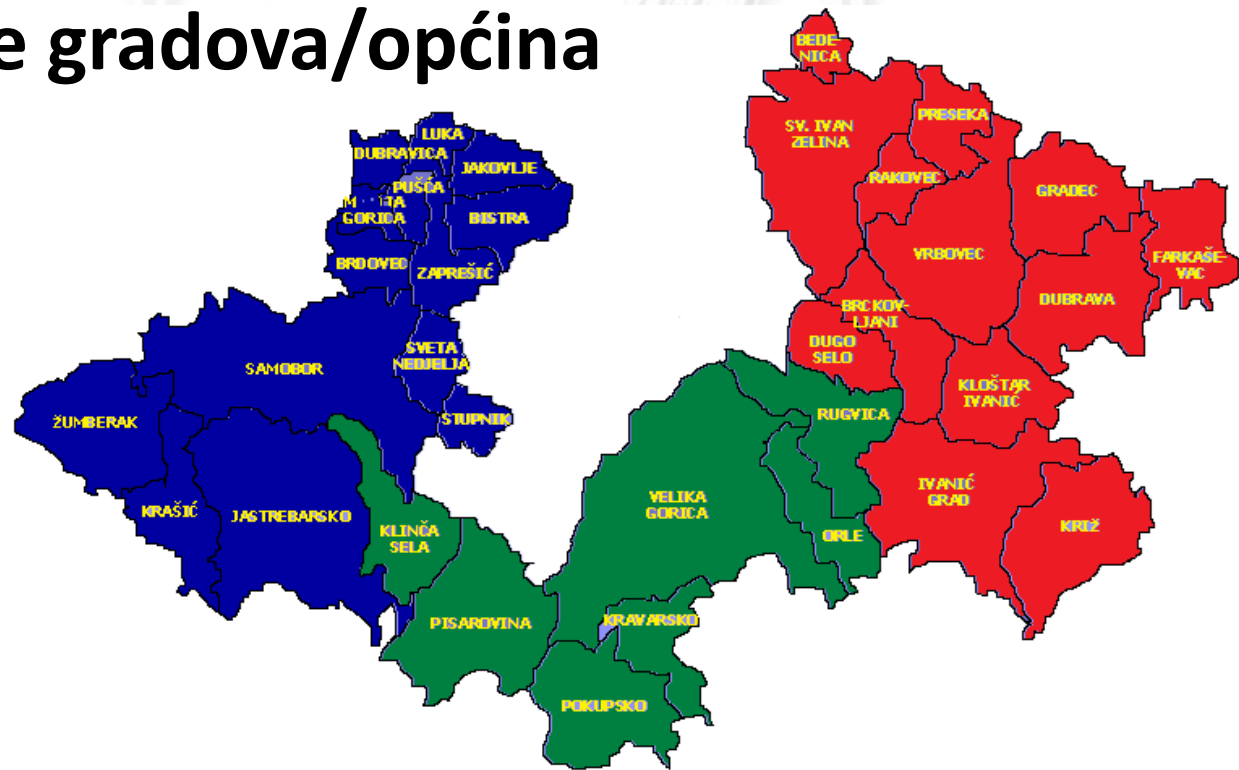 e gradova/općina
BEDE-
NICA
SV. IVAN
ZELINA
PRESEKA
RAKOVEC
GRADEC
VRBOVEC
FARKAŠE-
VAC
DUBRAVA
BRCKOV-
LJANI
DUGO
SELO
KLOŠTAR
IVANIĆ
IVANIĆ
GRAD
KRIŽ
LUKA
DUBRAVICA
JAKOVLJE
PUŠĆA
GORICA
BISTRA
BRDOVEC
ZAPREŠIĆ
SVETA
NEDJELJA
SAMOBOR
STUPNIK
ŽUMBERAK
KRAŠIĆ
JASTREBARSKO
KLINČA
SELA
PISAROVINA
RUGVICA
VELIKA
GORICA
ORLE
KRAVARSKO
POKUPSKO